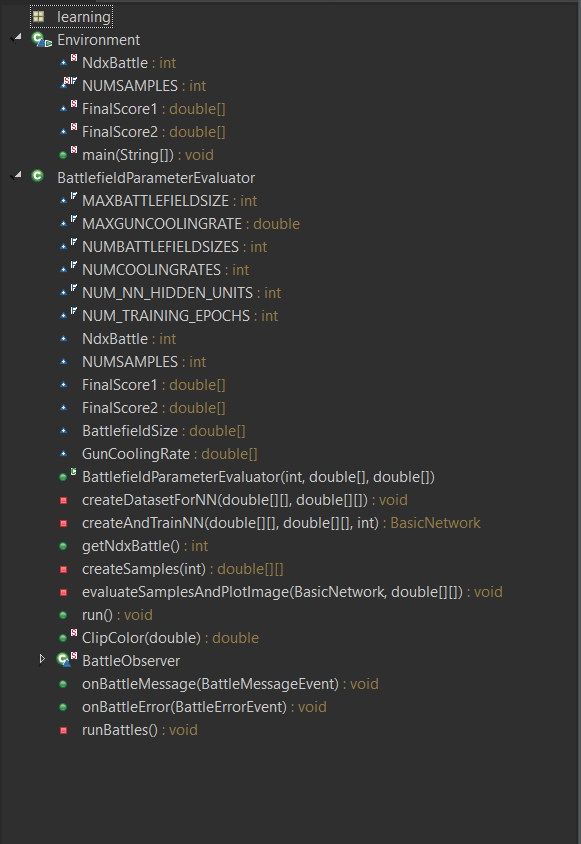 learning
Environment
NdxBattle : int
NUMSAMPLES : int
FinalScore1 : double[]
FinalScore2 : double[]
main(String[]) : void
BattlefieldParameterEvaluator
MAXBATTLEFIELDSIZE : int
MAXGUNCOOLINGRATE : double
NUMBATTLEFIELDSIZES : int
NUMCOOLINGRATES : int
NUM_NN_HIDDEN_UNITS : int
NUM_TRAINING_EPOCHS : int
NdxBattle : int
NUMSAMPLES : int
FinalScore1 : double[]
FinalScore2 : double[]
BattlefieldSize : double[]
GunCoolingRate : double[]
BattlefieldParameterEvaluator(int, double[], double[])
createDatasetForNN(double[][], double[][]) : void
createAndTrainNN(double[][], double[][], int) : BasicNetwork
getNdxBattle() : int
createSamples(int) : double[][]
evaluateSamplesAndPlotImage(BasicNetwork, double[][]) : void
run() : void
ClipColor(double) : double
BattleObserver
onBattleMessage(BattleMessageEvent) : void
onBattleError(BattleErrorEvent) : void
runBattles() : void